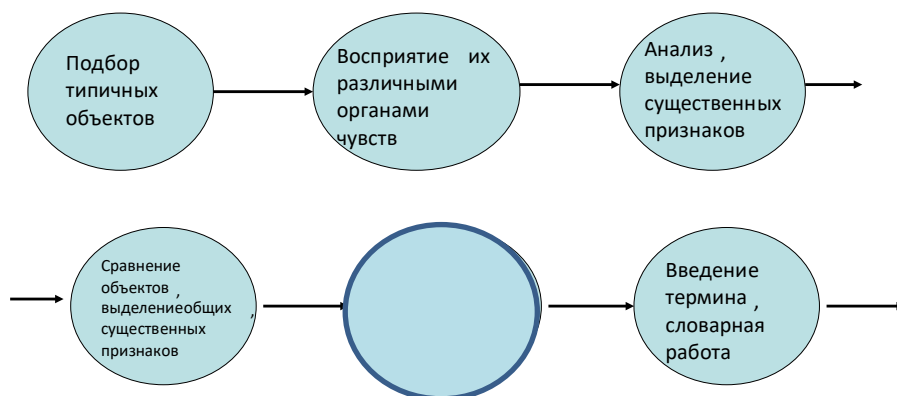 Подбор
типичных
объектов
Восприятие их
различными
органами
чувств
Анализ ,
выделение
существенных
признаков
Сравнение
объектов ,
выделениеобщих ,
существенных
признаков
Введение
термина ,
словарная
работа